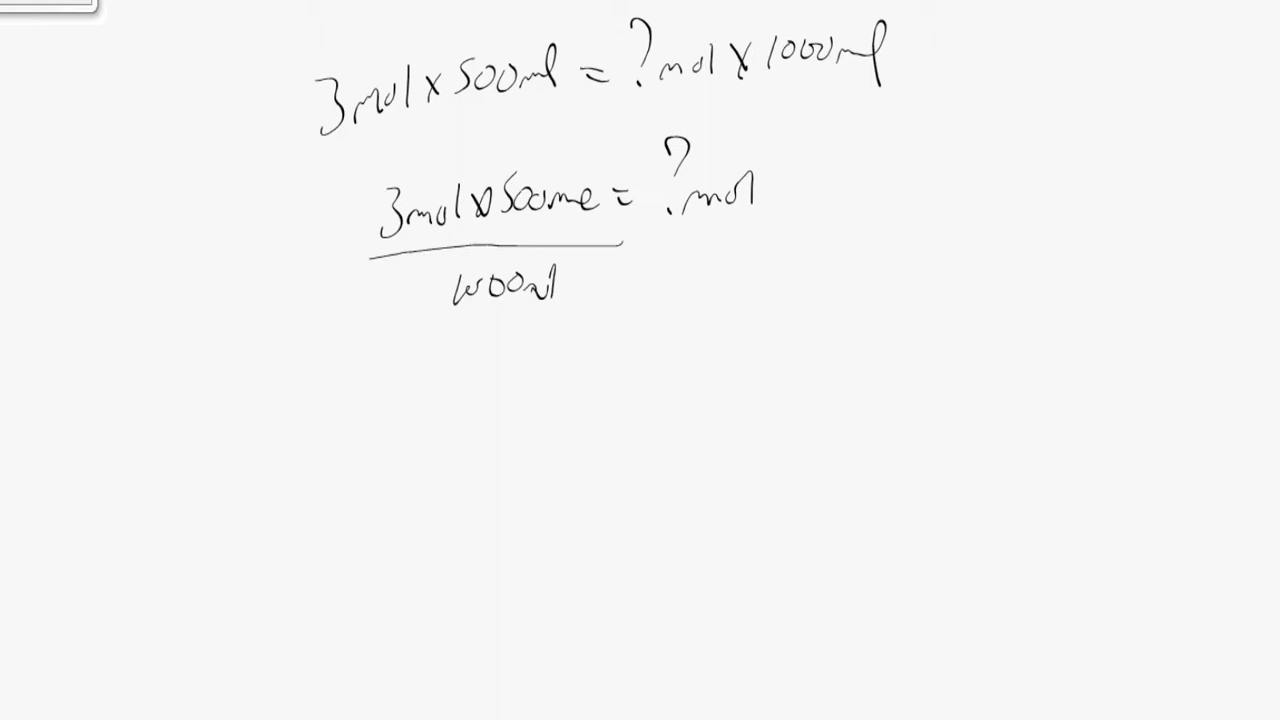 3mol x 500ml = ?mol x 1000ml
3mol x 500ml = ?mol
1000ml